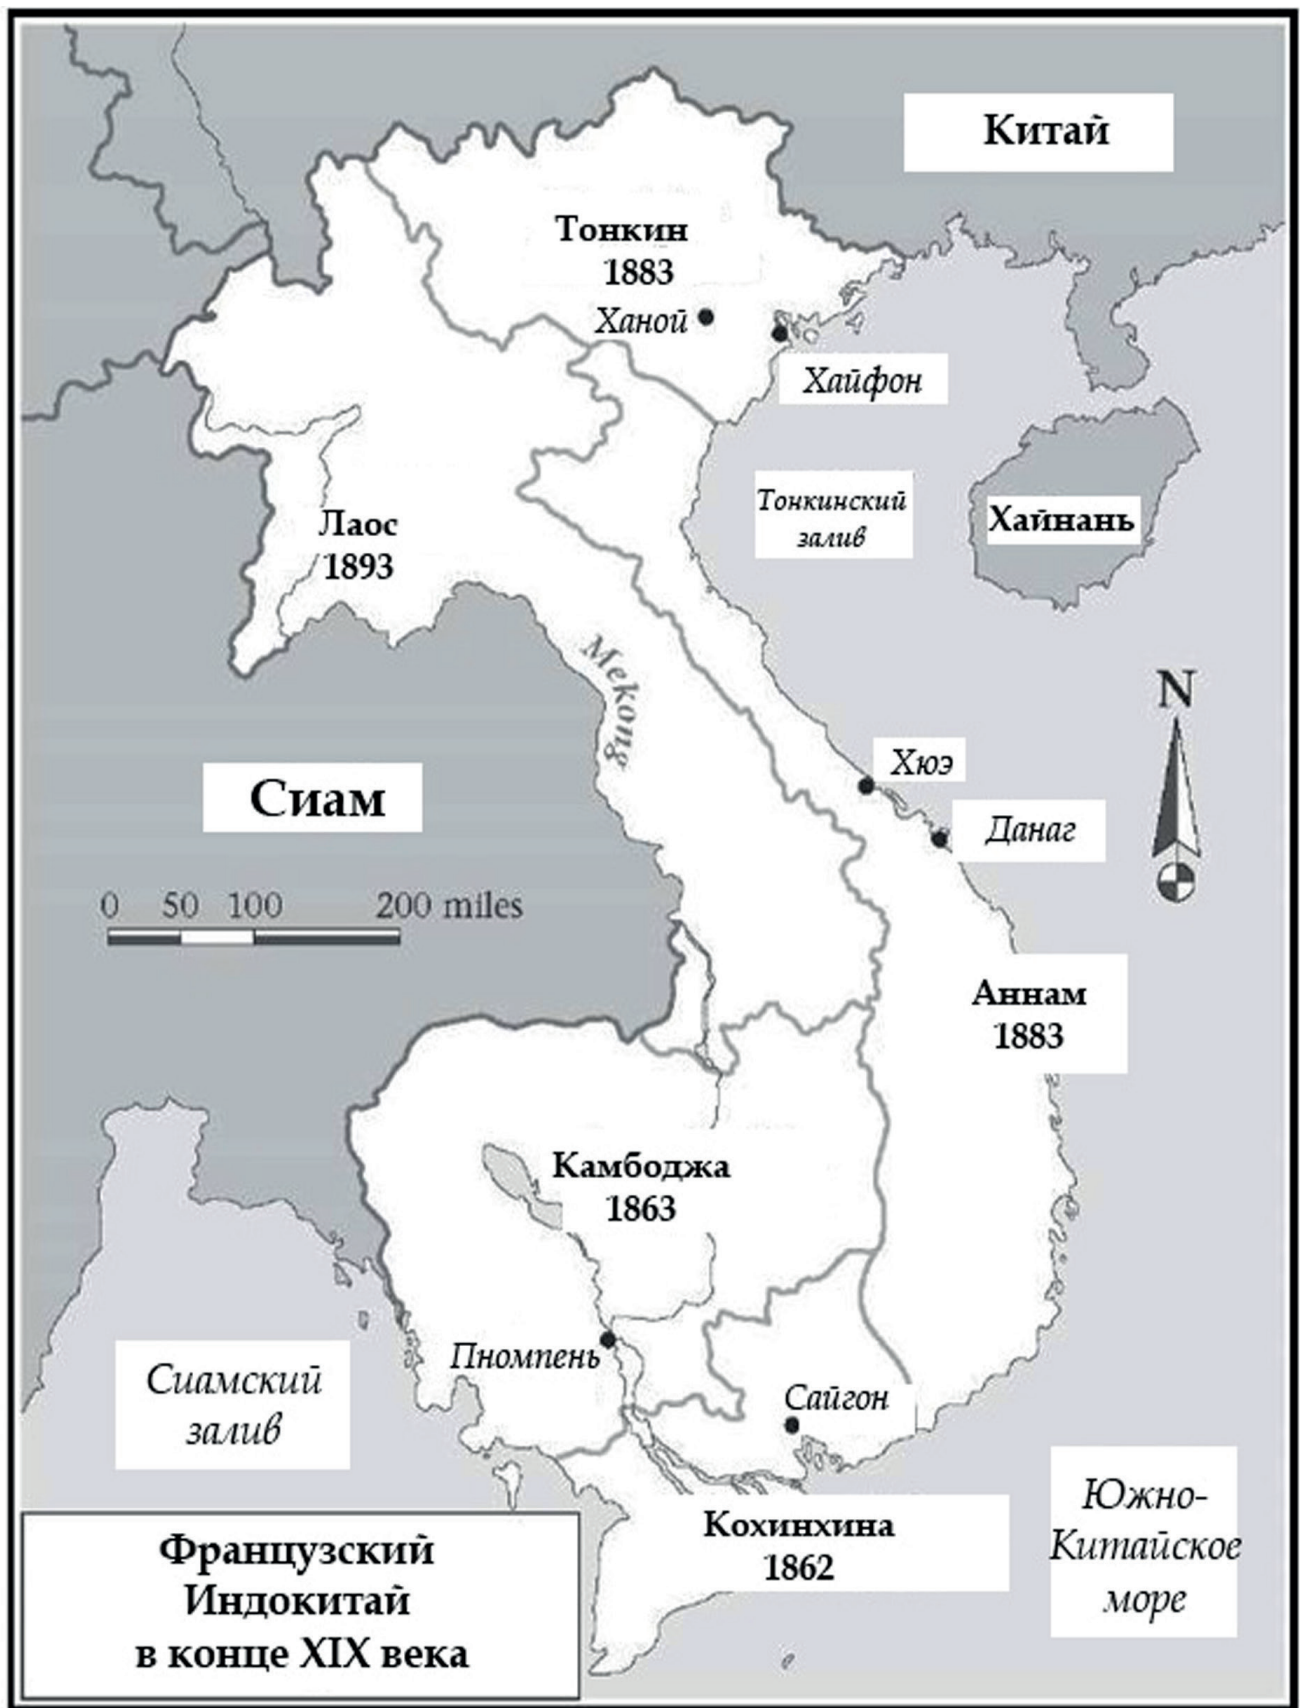 Китай
Тонкин
1883
Ханой
Хайфон
Тонкинский
залив
Хайнань
Лаос
1893
Mekong
N
Хюэ
Данаг
Сиам
0 50 100 200 miles
Аннам
1883
Камбоджа
1863
Пномпень
Сайгон
Сиамский
залив
Южно-
Китайское
море
Кохинхина
1862
Французский
Индокитай
в конце XIX века